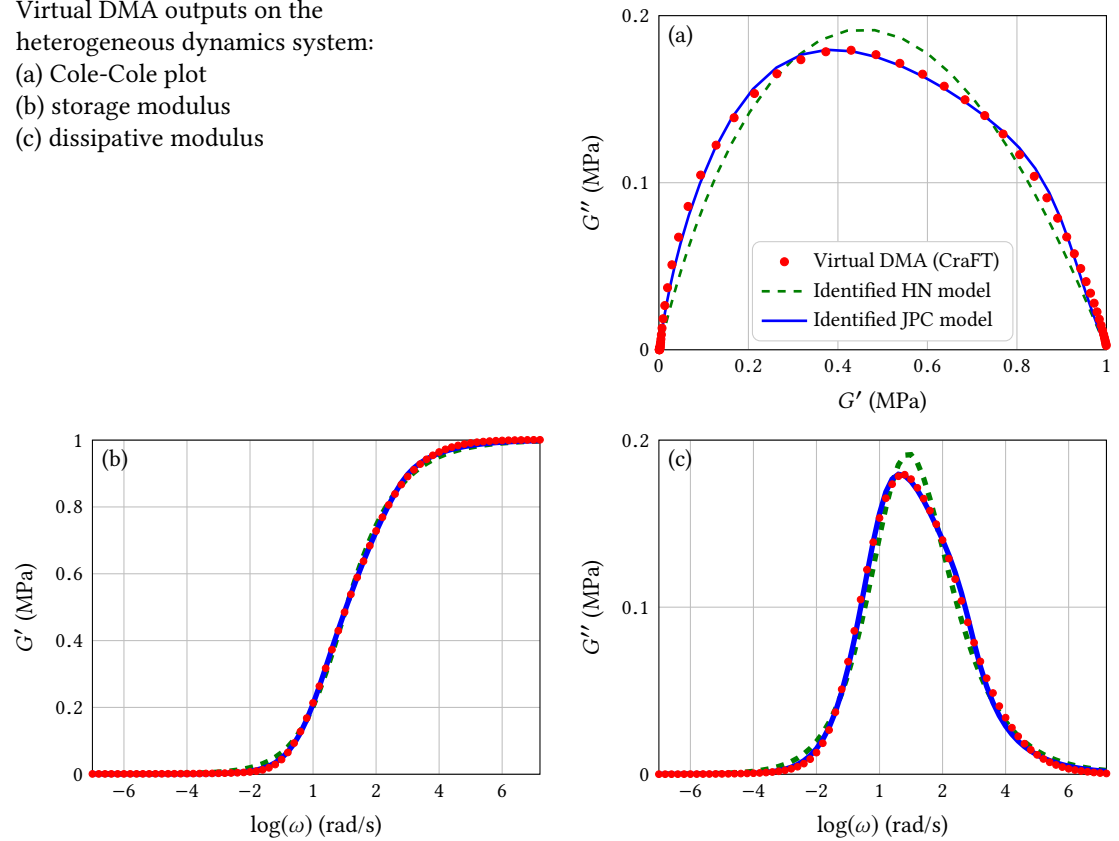 Virtual DMA outputs on the
heterogeneous dynamics system:
(a) Cole-Cole plot
(b) storage modulus
(c) dissipative modulus
(a)
0.2
0.1
0
G″ (MPa)
Virtual DMA (CraFT)
Identified HN model
Identified JPC model
0 0.2 0.4 0.6 0.8 1
G′ (MPa)
(b)
1
0.8
0.6
0.4
0.2
0
G′ (MPa)
−6 −4 −2 1 2 4 6
log(ω) (rad/s)
(c)
0.2
0.1
0
G″ (MPa)
−6 −4 −2 1 2 4 6
log(ω) (rad/s)